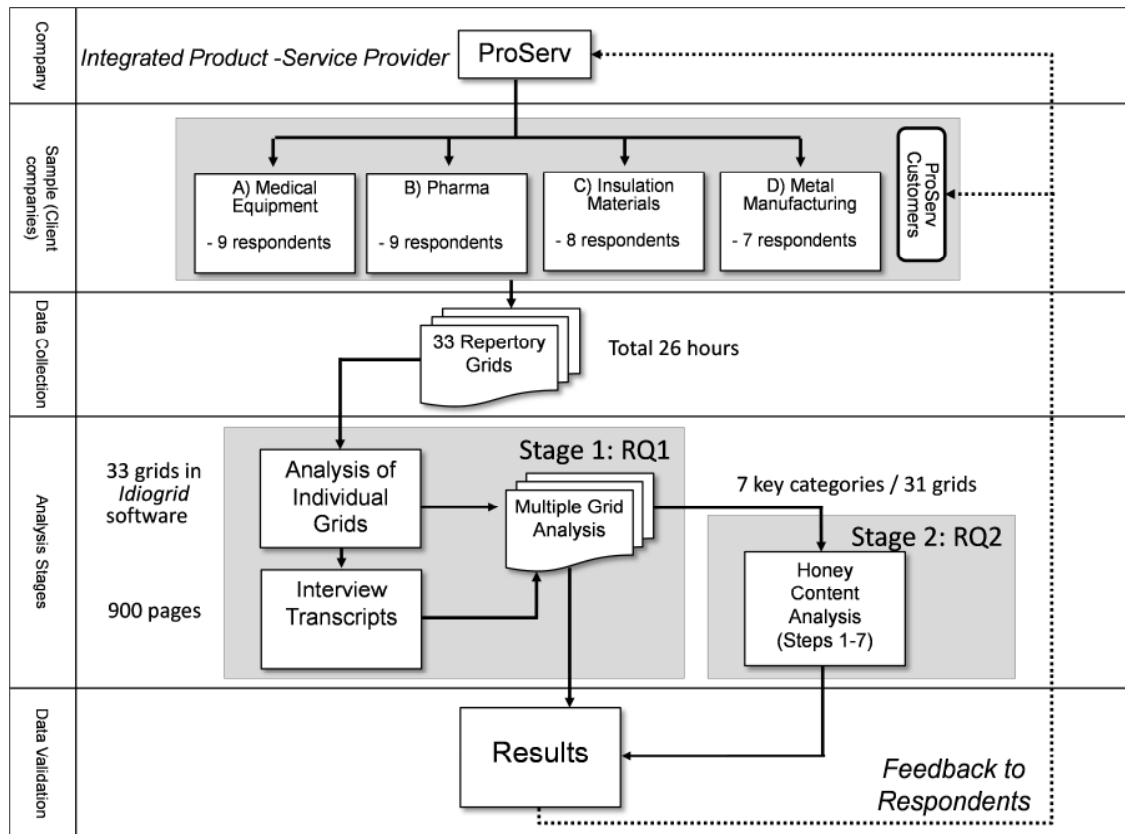 Company
Integrated Product -Service Provider
ProServ
Sample (Client
companies)
A) Medical
Equipment
- 9 respondents
B) Pharma
- 9 respondents
C) Insulation
Materials
- 8 respondents
D) Metal
Manufacturing
- 7 respondents
ProServ
Customers
Data Collection
33 Repertory
Grids
Total 26 hours
Analysis Stages
33 grids in
Idiogrid
software
900 pages
Stage 1: RQ1
Analysis of
Individual
Grids
Interview
Transcripts
Multiple Grid
Analysis
7 key categories / 31 grids
Stage 2: RQ2
Honey
Content
Analysis
(Steps 1-7)
Data Validation
Results
Feedback to
Respondents